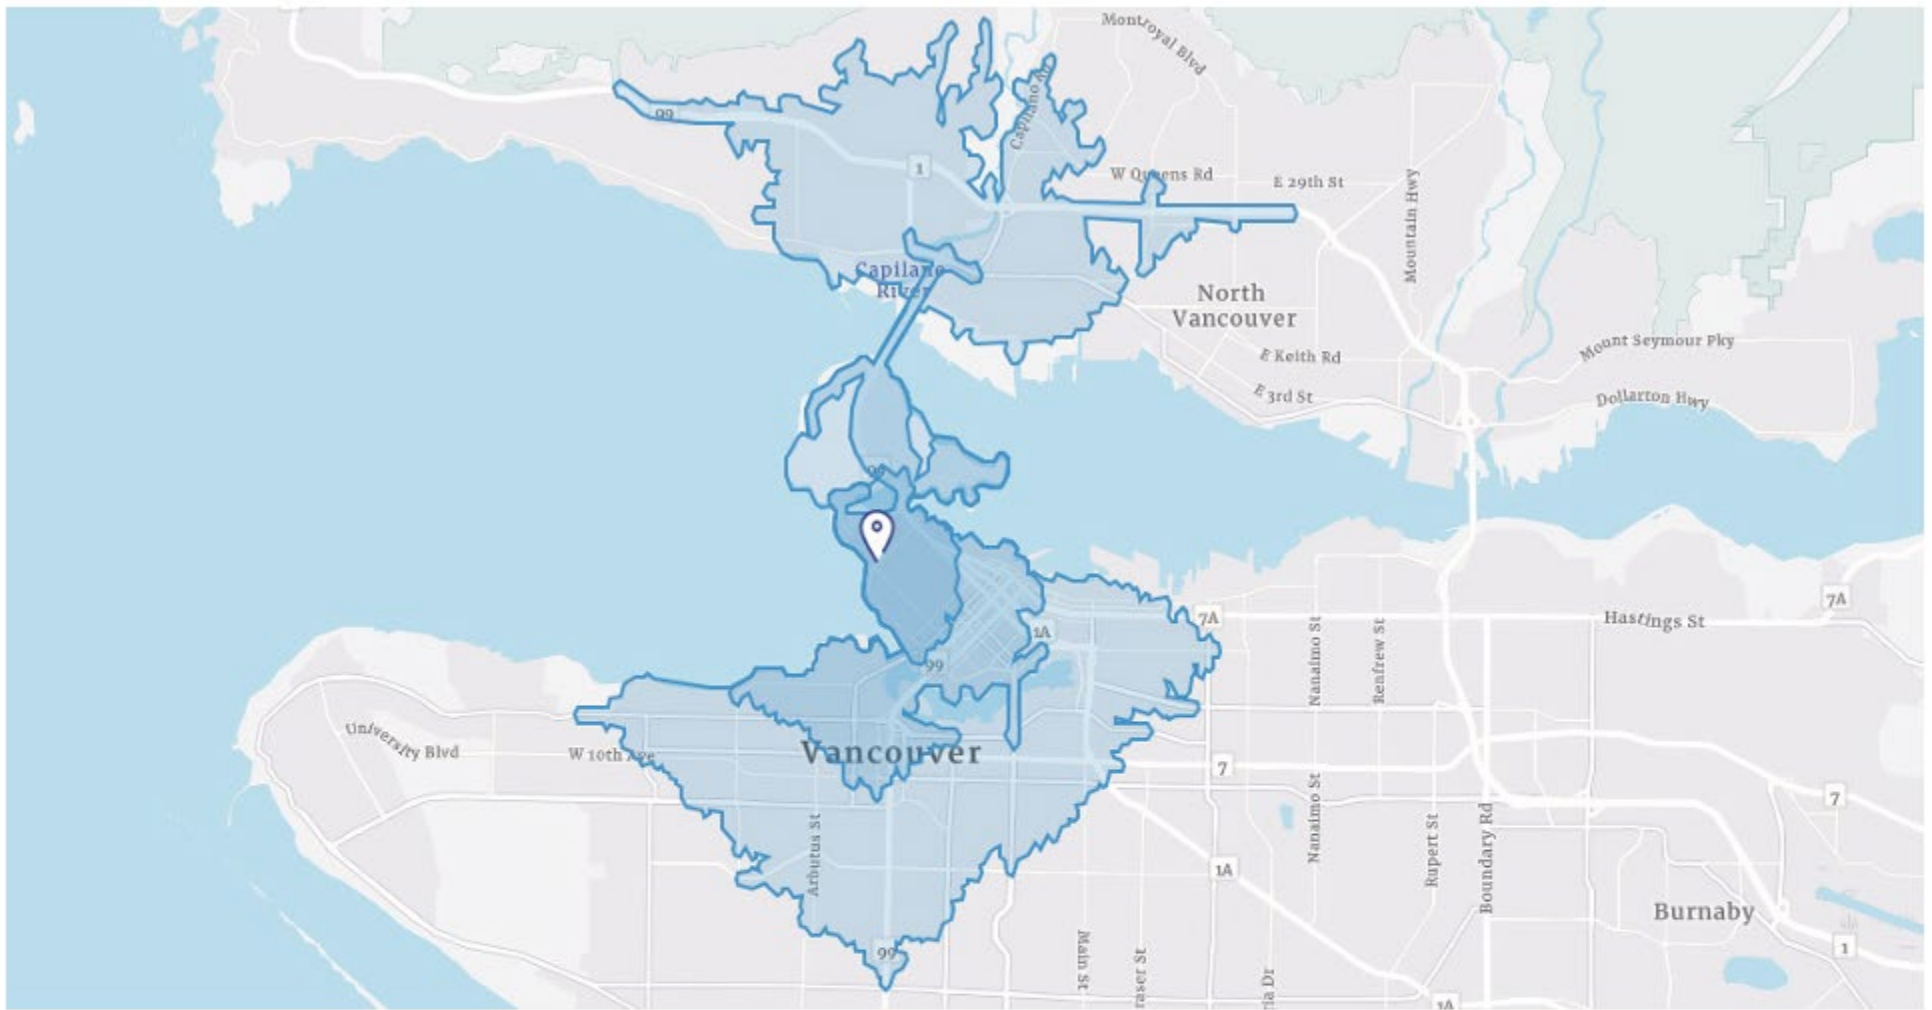 Montroyal Blvd
99
Capilano Rd
1
W Queens Rd
E 29th St
Mountain Hwy
Capilano
River
North
Vancouver
E Keith Rd
Mount Seymour Pky
E 3rd St
Dollarton Hwy
99
7A
7A
Hastings St
1A
Nanaimo St
Renfrew St
99
University Blvd
W 10th Ave
Vancouver
7
7
Arbutus St
Nanaimo St
Rupert St
Boundary Rd
1A
Burnaby
99
Main St
raser St
ria Dr
1
1A